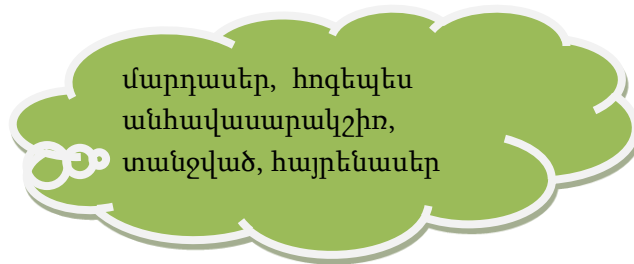 մարդասեր, հոգեպես
անհավասարակշիռ,
տանջված, հայրենասեր